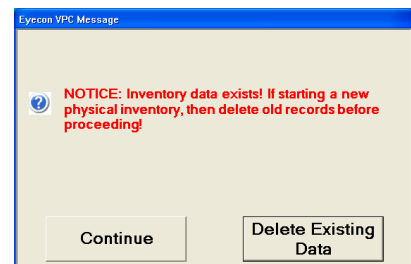 Eyecon VPC Message
NOTICE: Inventory data exists! If starting a new
physical inventory, then delete old records before
proceeding!
Continue
Delete Existing
Data